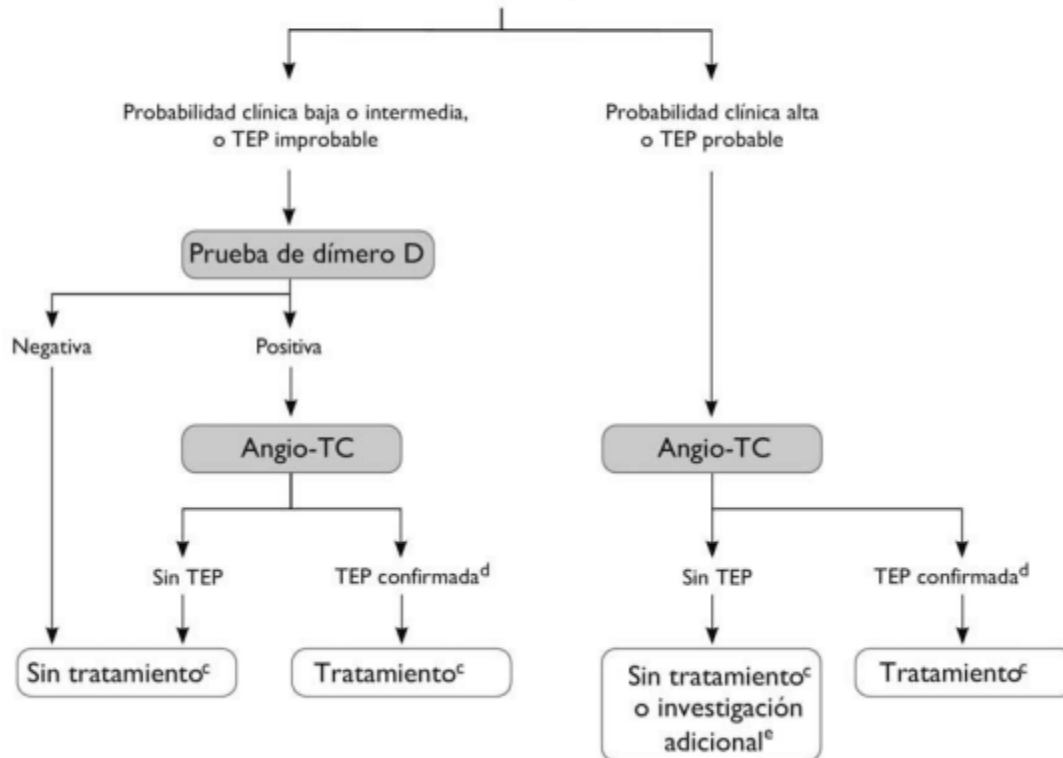 Probabilidad clínica baja o intermedia,
o TEP improbable
Probabilidad clínica alta
o TEP probable
Prueba de dímero D
Negativa
Positiva
Angio-TC
Angio-TC
Sin TEP
TEP confirmadaᵈ
Sin TEP
TEP confirmadaᵈ
Sin tratamientoᶜ
Tratamientoᶜ
Sin tratamientoᶜ
o investigación
adicionalᵉ
Tratamientoᶜ